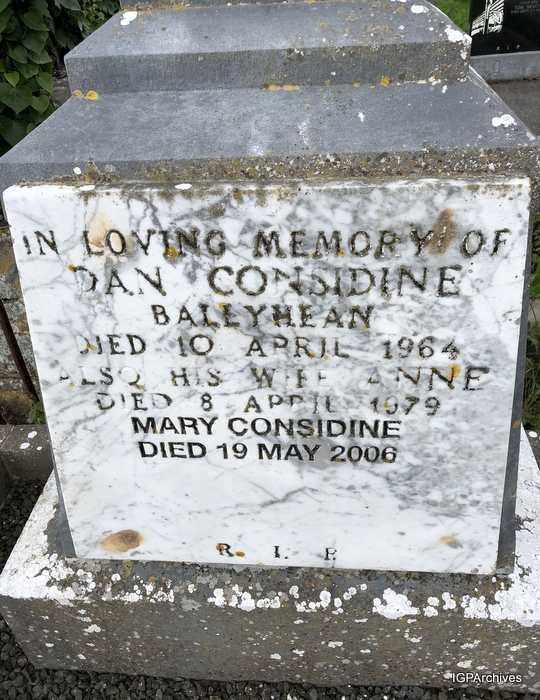 IN LOVING MEMORY OF
DAN CONSIDINE
BALLYHEAN
DIED 10 APRIL 1964
ALSO HIS WIFE ANNE
DIED 8 APRIL 1979
MARY CONSIDINE
DIED 19 MAY 2006
R. I. P.
R.I.P
IGPArchives